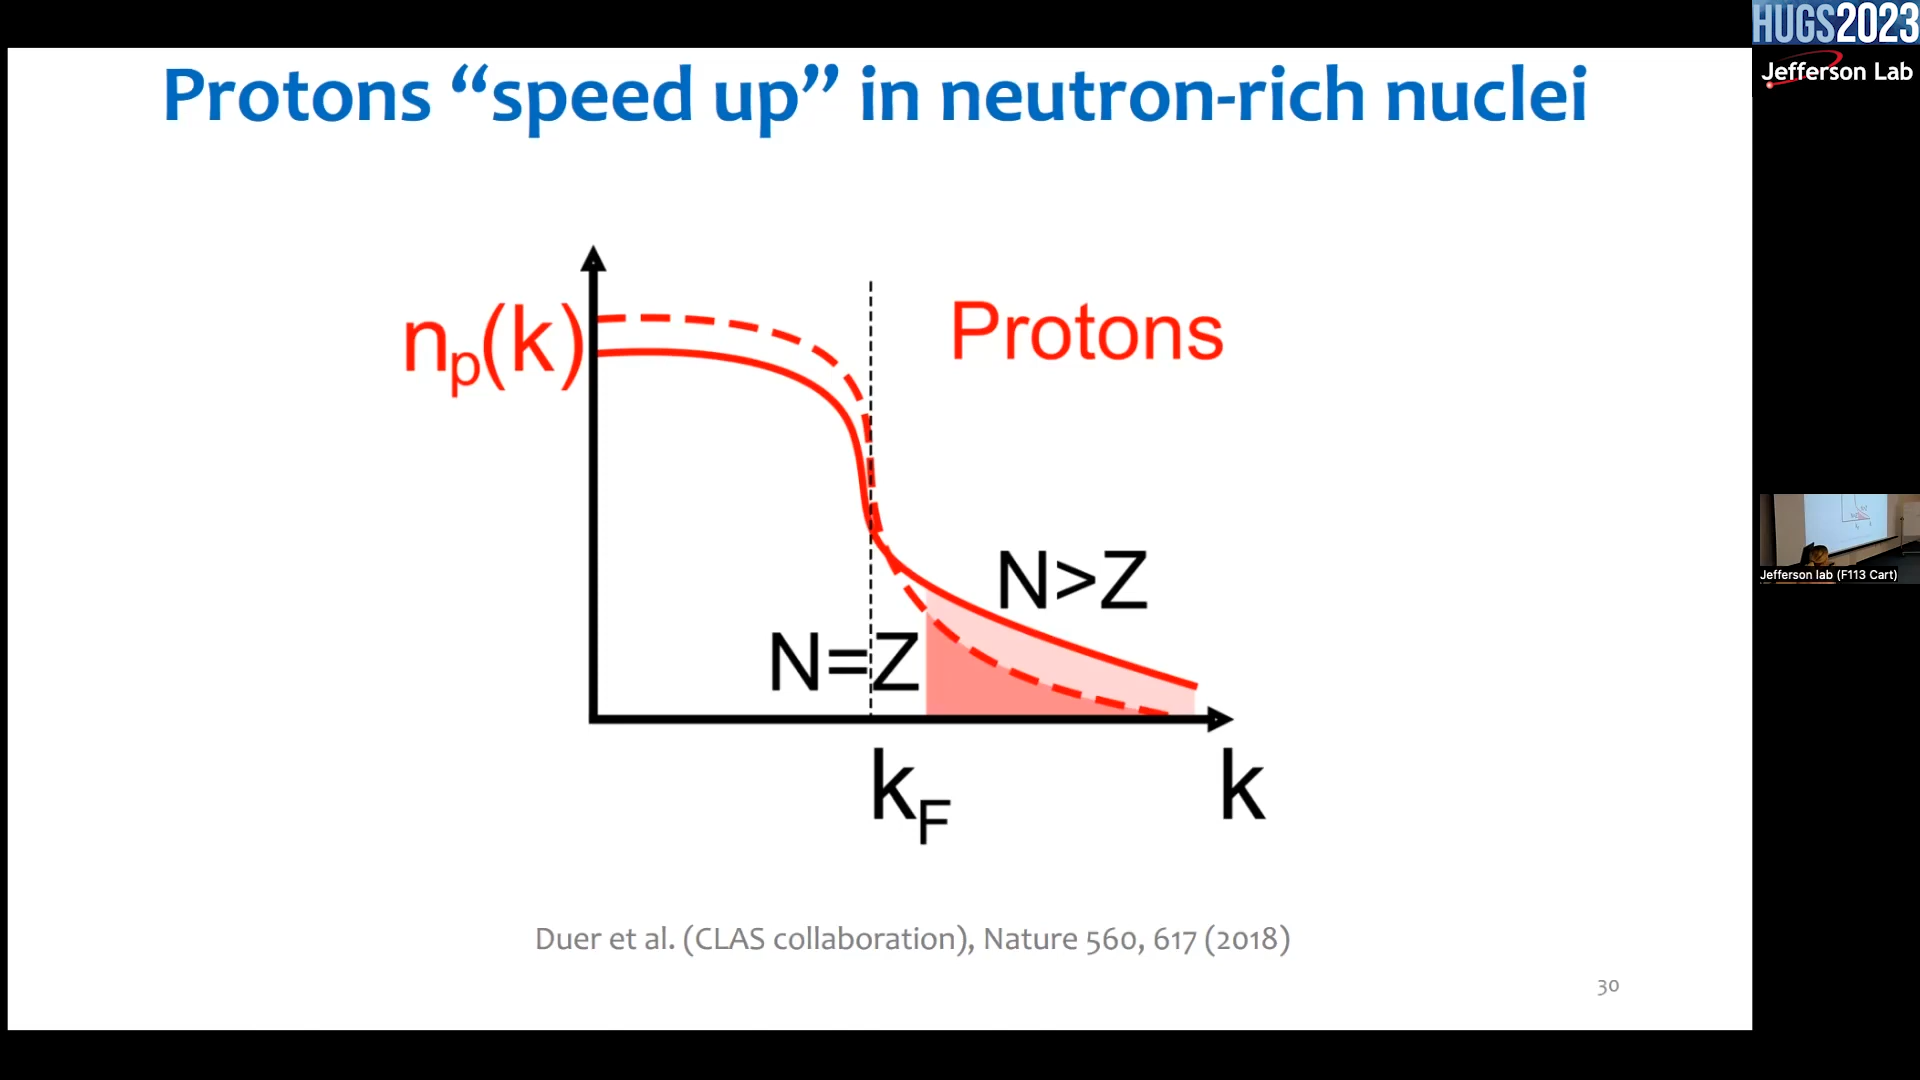 HUGS2023
Jefferson Lab
Protons “speed up” in neutron-rich nuclei
np(k)
Protons
N>Z
N=Z
kF
k
Duer et al. (CLAS collaboration), Nature 560, 617 (2018)
30
Jefferson lab (F113 Cart)